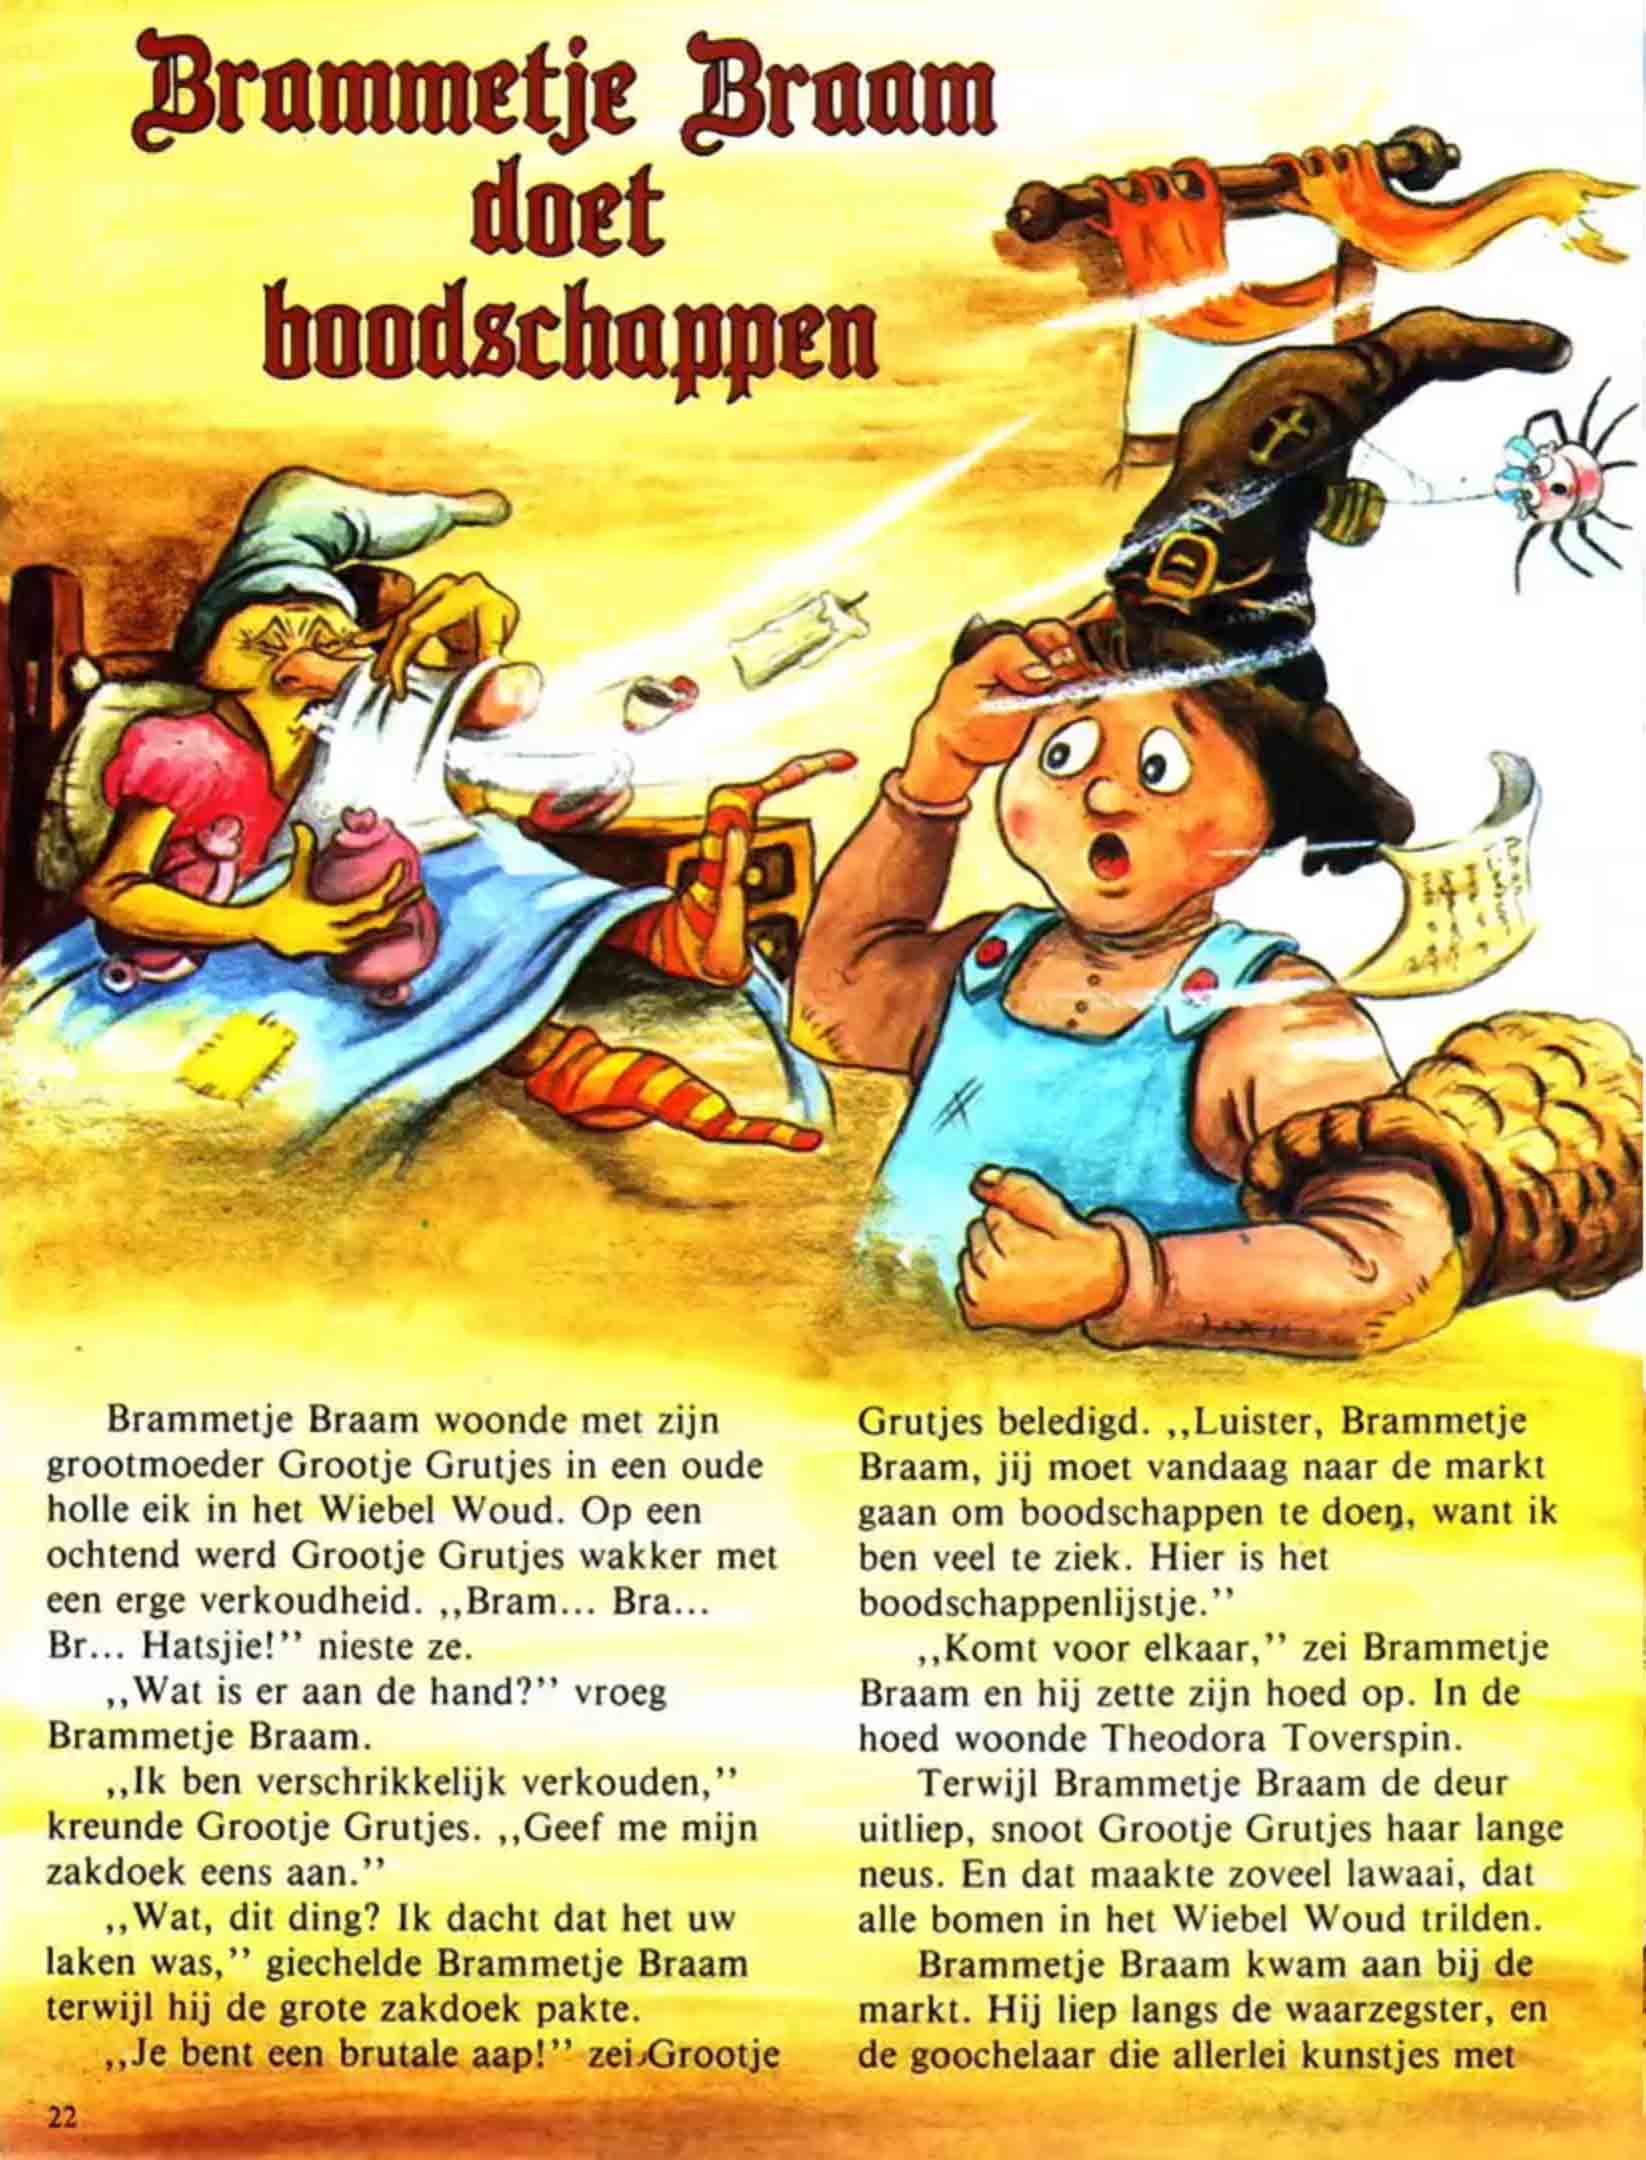 Brammetje Braam
doet
boodschappen
Brammetje Braam woonde met zijn
grootmoeder Grootje Grutjes in een oude
holle eik in het Wiebel Woud. Op een
ochtend werd Grootje Grutjes wakker met
een erge verkoudheid. ,,Bram... Bra...
Br... Hatsjie!'' nieste ze.
,,Wat is er aan de hand?'' vroeg
Brammetje Braam.
,,Ik ben verschrikkelijk verkouden,''
kreunde Grootje Grutjes. ,,Geef me mijn
zakdoek eens aan.''
,,Wat, dit ding? Ik dacht dat het uw
laken was,'' giechelde Brammetje Braam
terwijl hij de grote zakdoek pakte.
,,Je bent een brutale aap!'' zei Grootje
Grutjes beledigd. ,,Luister, Brammetje
Braam, jij moet vandaag naar de markt
gaan om boodschappen te doen, want ik
ben veel te ziek. Hier is het
boodschappenlijstje.''
,,Komt voor elkaar,'' zei Brammetje
Braam en hij zette zijn hoed op. In de
hoed woonde Theodora Toverspin.
Terwijl Brammetje Braam de deur
uitliep, snoot Grootje Grutjes haar lange
neus. En dat maakte zoveel lawaai, dat
alle bomen in het Wiebel Woud trilden.
Brammetje Braam kwam aan bij de
markt. Hij liep langs de waarzegster, en
de goochelaar die allerlei kunstjes met
22